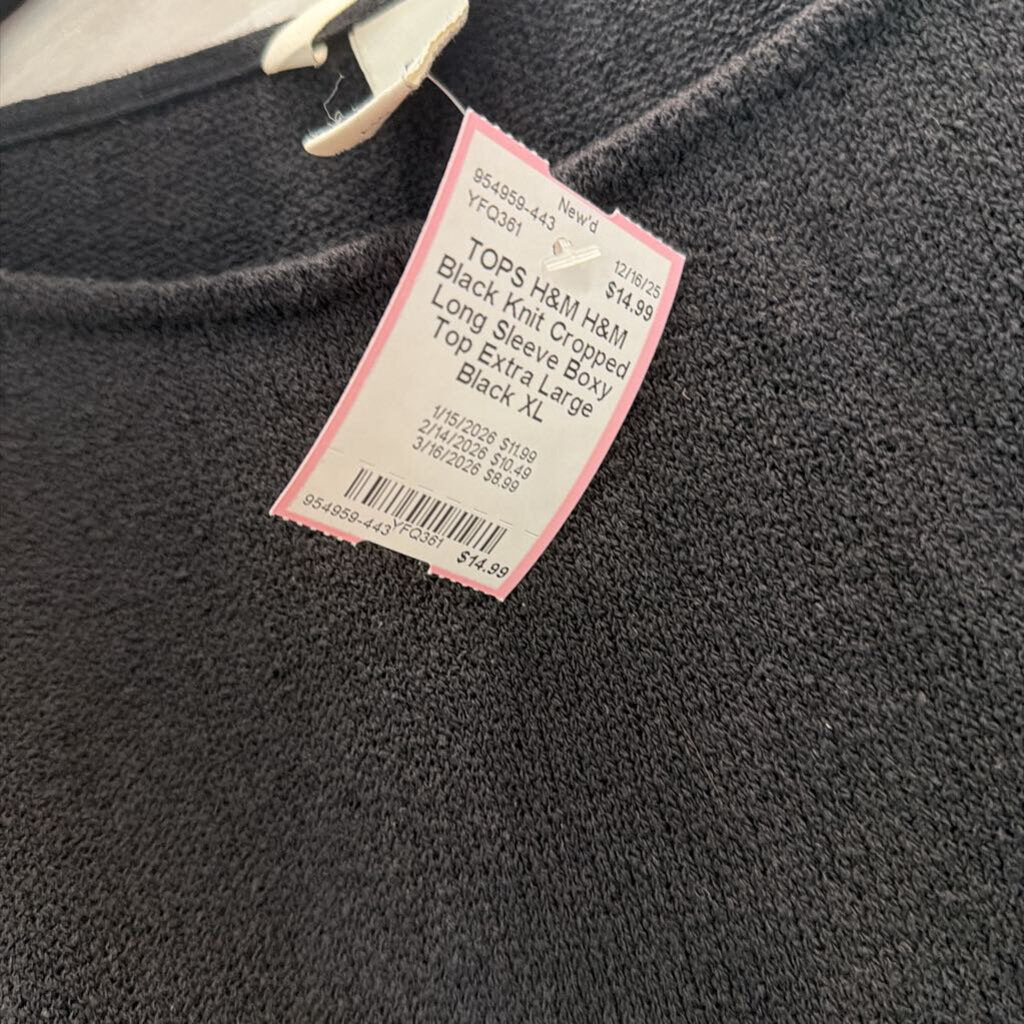 954959-443 New'd
YFQ361 12/16/25
$14.99
TOPS H&M H&M
Black Knit Cropped
Long Sleeve Boxy
Top Extra Large
Black XL
1/15/2026 $11.99
2/14/2026 $10.49
3/16/2026 $8.99
954959-443 YFQ361 $14.99